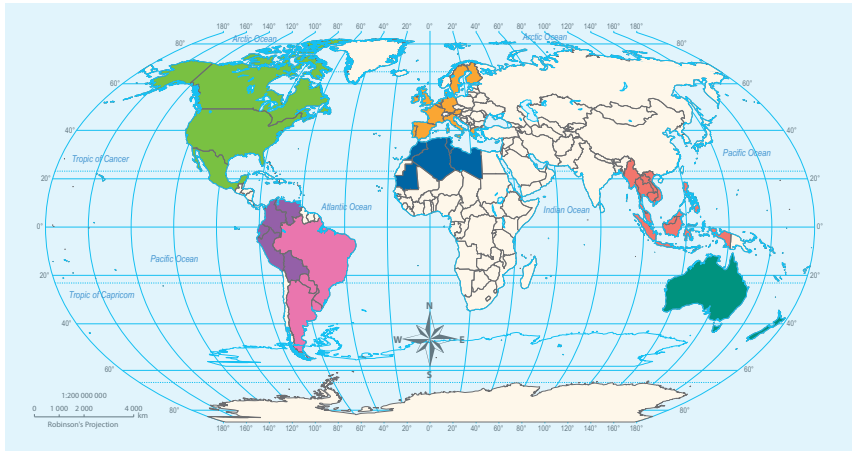 180° 160° 140° 120° 100° 80° 60° 40° 20° 0° 20° 40° 60° 80° 100° 120° 140° 160° 180°
Arctic Ocean
Arctic Ocean
80°
80°
60°
60°
40°
40°
Pacific Ocean
Tropic of Cancer
20°
20°
Atlantic Ocean
Indian Ocean
0°
0°
Pacific Ocean
20°
20°
Tropic of Capricorn
N
40°
40°
W
E
S
60°
60°
1:200 000 000
0 1 000 2 000 4 000
km
Robinson's Projection
80°
80°
180° 160° 140° 120° 100° 80° 60° 40° 20° 0° 20° 40° 60° 80° 100° 120° 140° 160° 180°